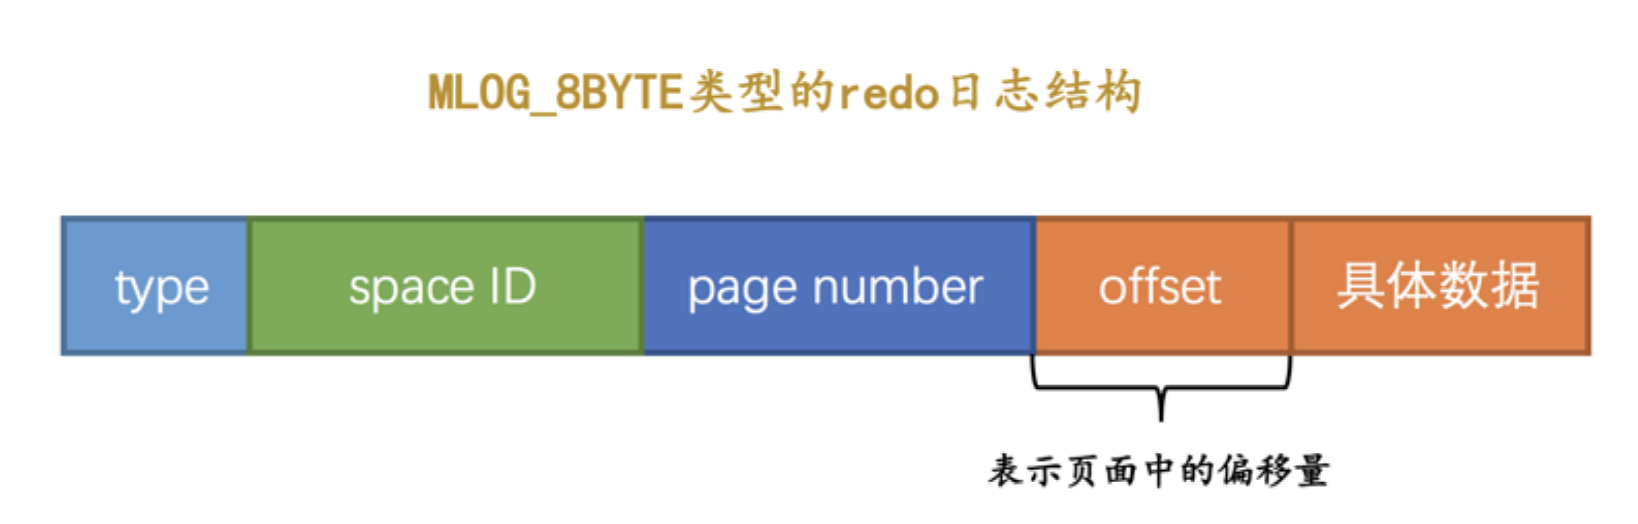 MLOG_8BYTE类型的redo日志结构
type space ID page number offset 具体数据
表示页面中的偏移量